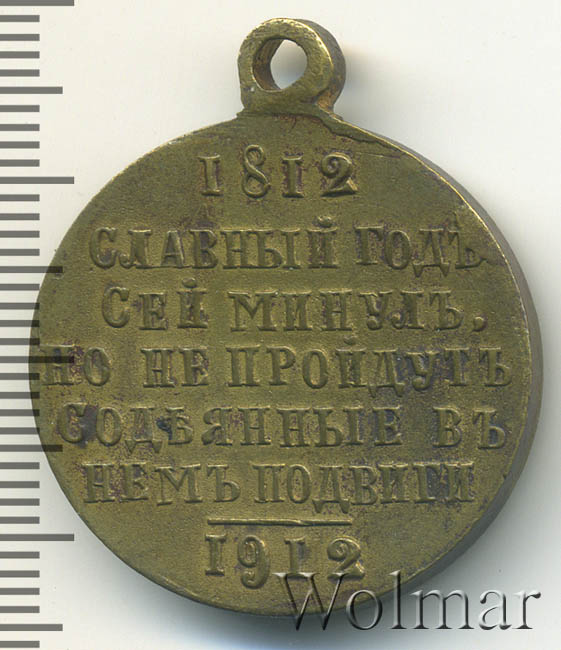 1812
СЛАВНЫЙ ГОДЪ
СЕЙ МИНУЛЪ,
НО НЕ ПРОЙДУТЪ
СОДѢЯННЫЕ ВЪ
НЕМЪ ПОДВИГИ
1912
Wolmar